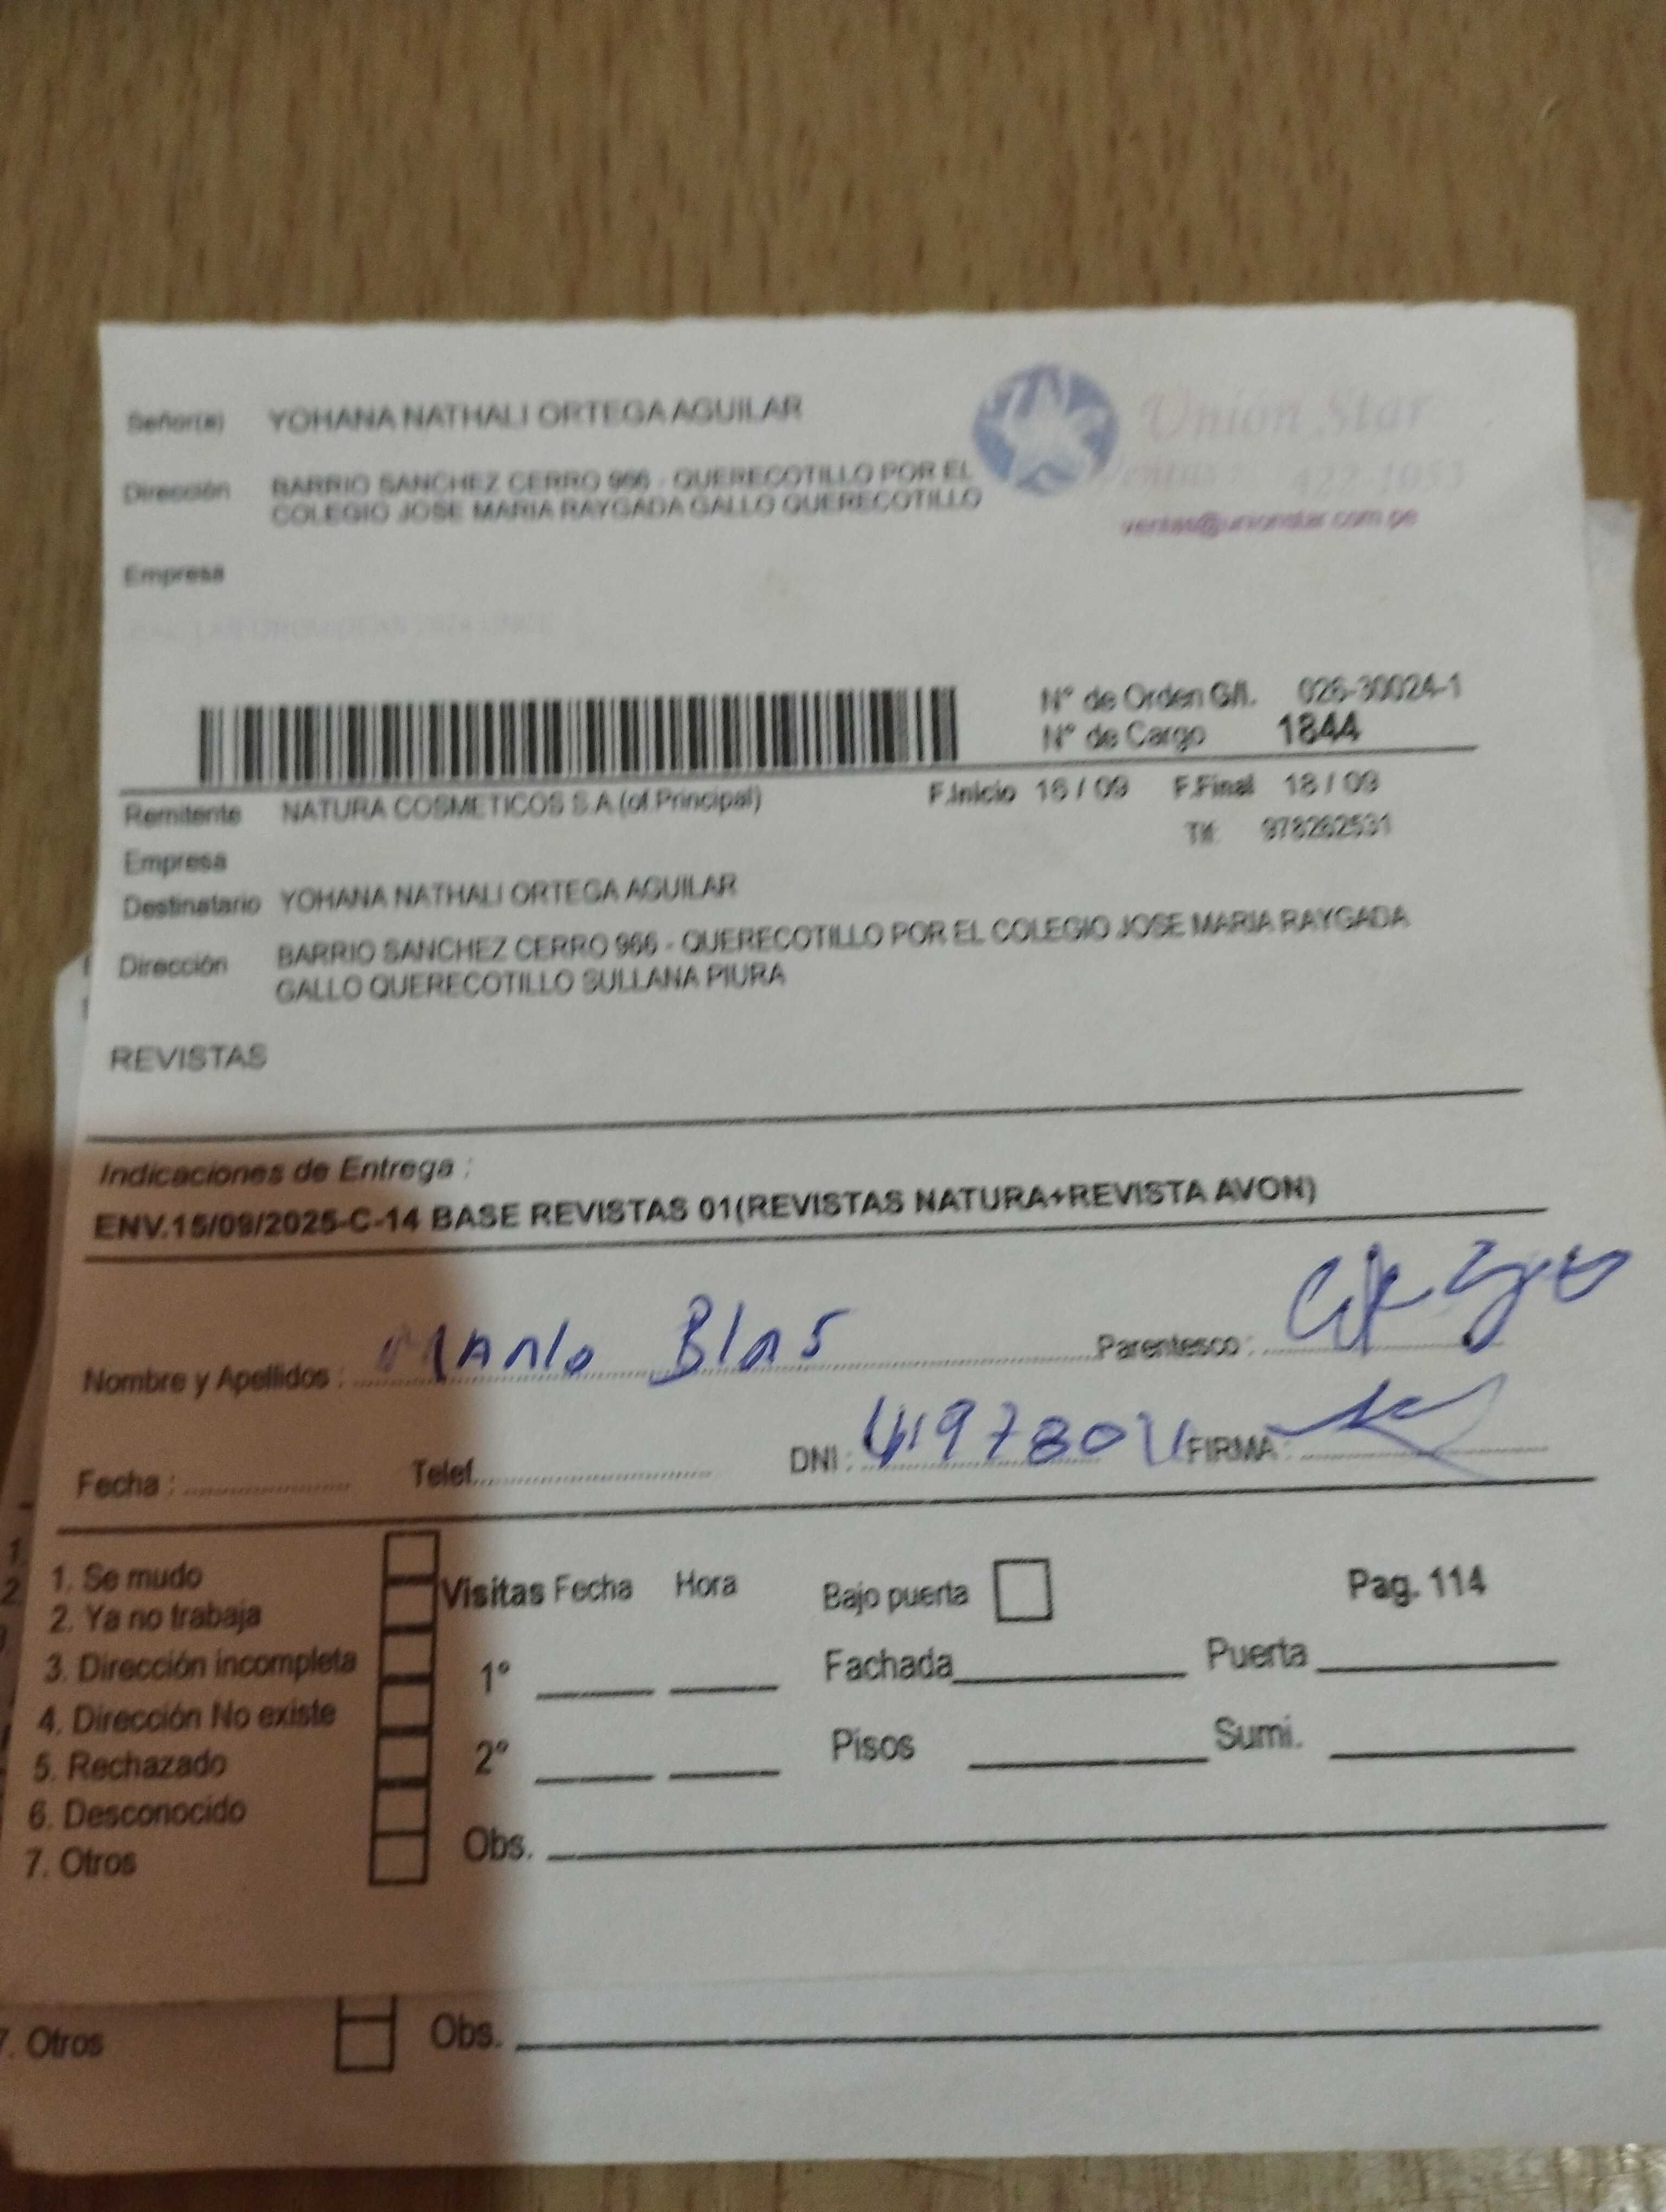 Señor(a) YOHANA NATHALI ORTEGA AGUILAR
Unión Star
Dirección BARRIO SANCHEZ CERRO 966 - QUERECOTILLO POR EL
COLEGIO JOSE MARIA RAYGADA GALLO QUERECOTILLO
Ventas 422-1053
ventas@unionstar.com.pe
Empresa
N° de Orden G/I. 026-30024-1
N° de Cargo 1844
Remitente NATURA COSMETICOS S.A.(of.Principal) F.Inicio 16 / 09 F.Final 18 / 09
Tlf: 978262531
Empresa
Destinatario YOHANA NATHALI ORTEGA AGUILAR
Dirección BARRIO SANCHEZ CERRO 966 - QUERECOTILLO POR EL COLEGIO JOSE MARIA RAYGADA
GALLO QUERECOTILLO SULLANA PIURA
REVISTAS
Indicaciones de Entrega :
ENV.15/09/2025-C-14 BASE REVISTAS 01(REVISTAS NATURA+REVISTA AVON)
Nombre y Apellidos : Blas Parentesco :
Fecha : Telef. DNI : FIRMA :
1. Se mudo
2. Ya no trabaja
3. Dirección incompleta
4. Dirección No existe
5. Rechazado
6. Desconocido
7. Otros
Visitas Fecha Hora Bajo puerta Pag. 114
1° Fachada Puerta
2° Pisos Sumi.
Obs.
7. Otros Obs.